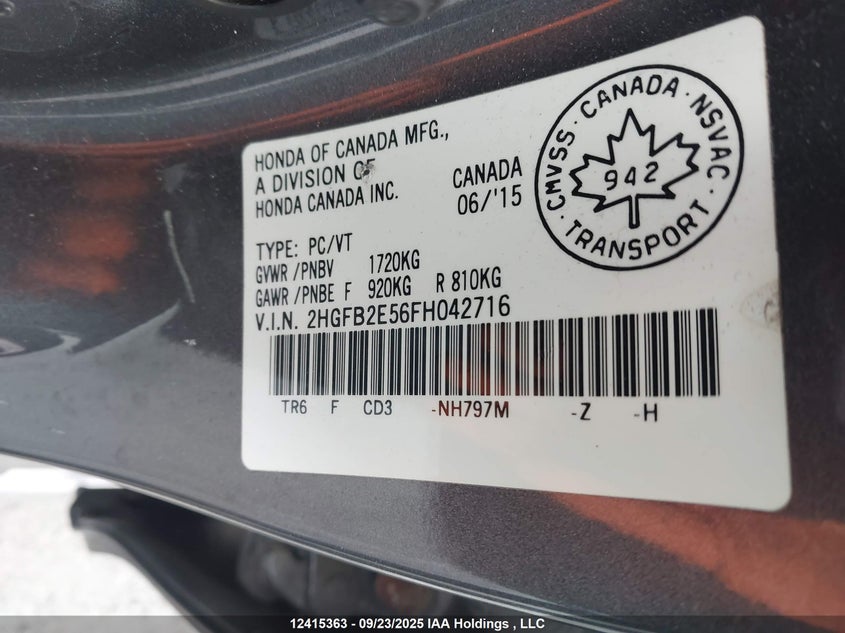 HONDA OF CANADA MFG.,
A DIVISION OF
HONDA CANADA INC.
CANADA
06/'15
TYPE: PC/VT
GVWR /PNBV 1720KG
GAWR /PNBE F 920KG R 810KG
V.I.N. 2HGFB2E56FH042716
TR6 F CD3 -NH797M -Z -H
CMVSS · CANADA · NSVAC · TRANSPORT ·
942
12415363 - 09/23/2025 IAA Holdings , LLC